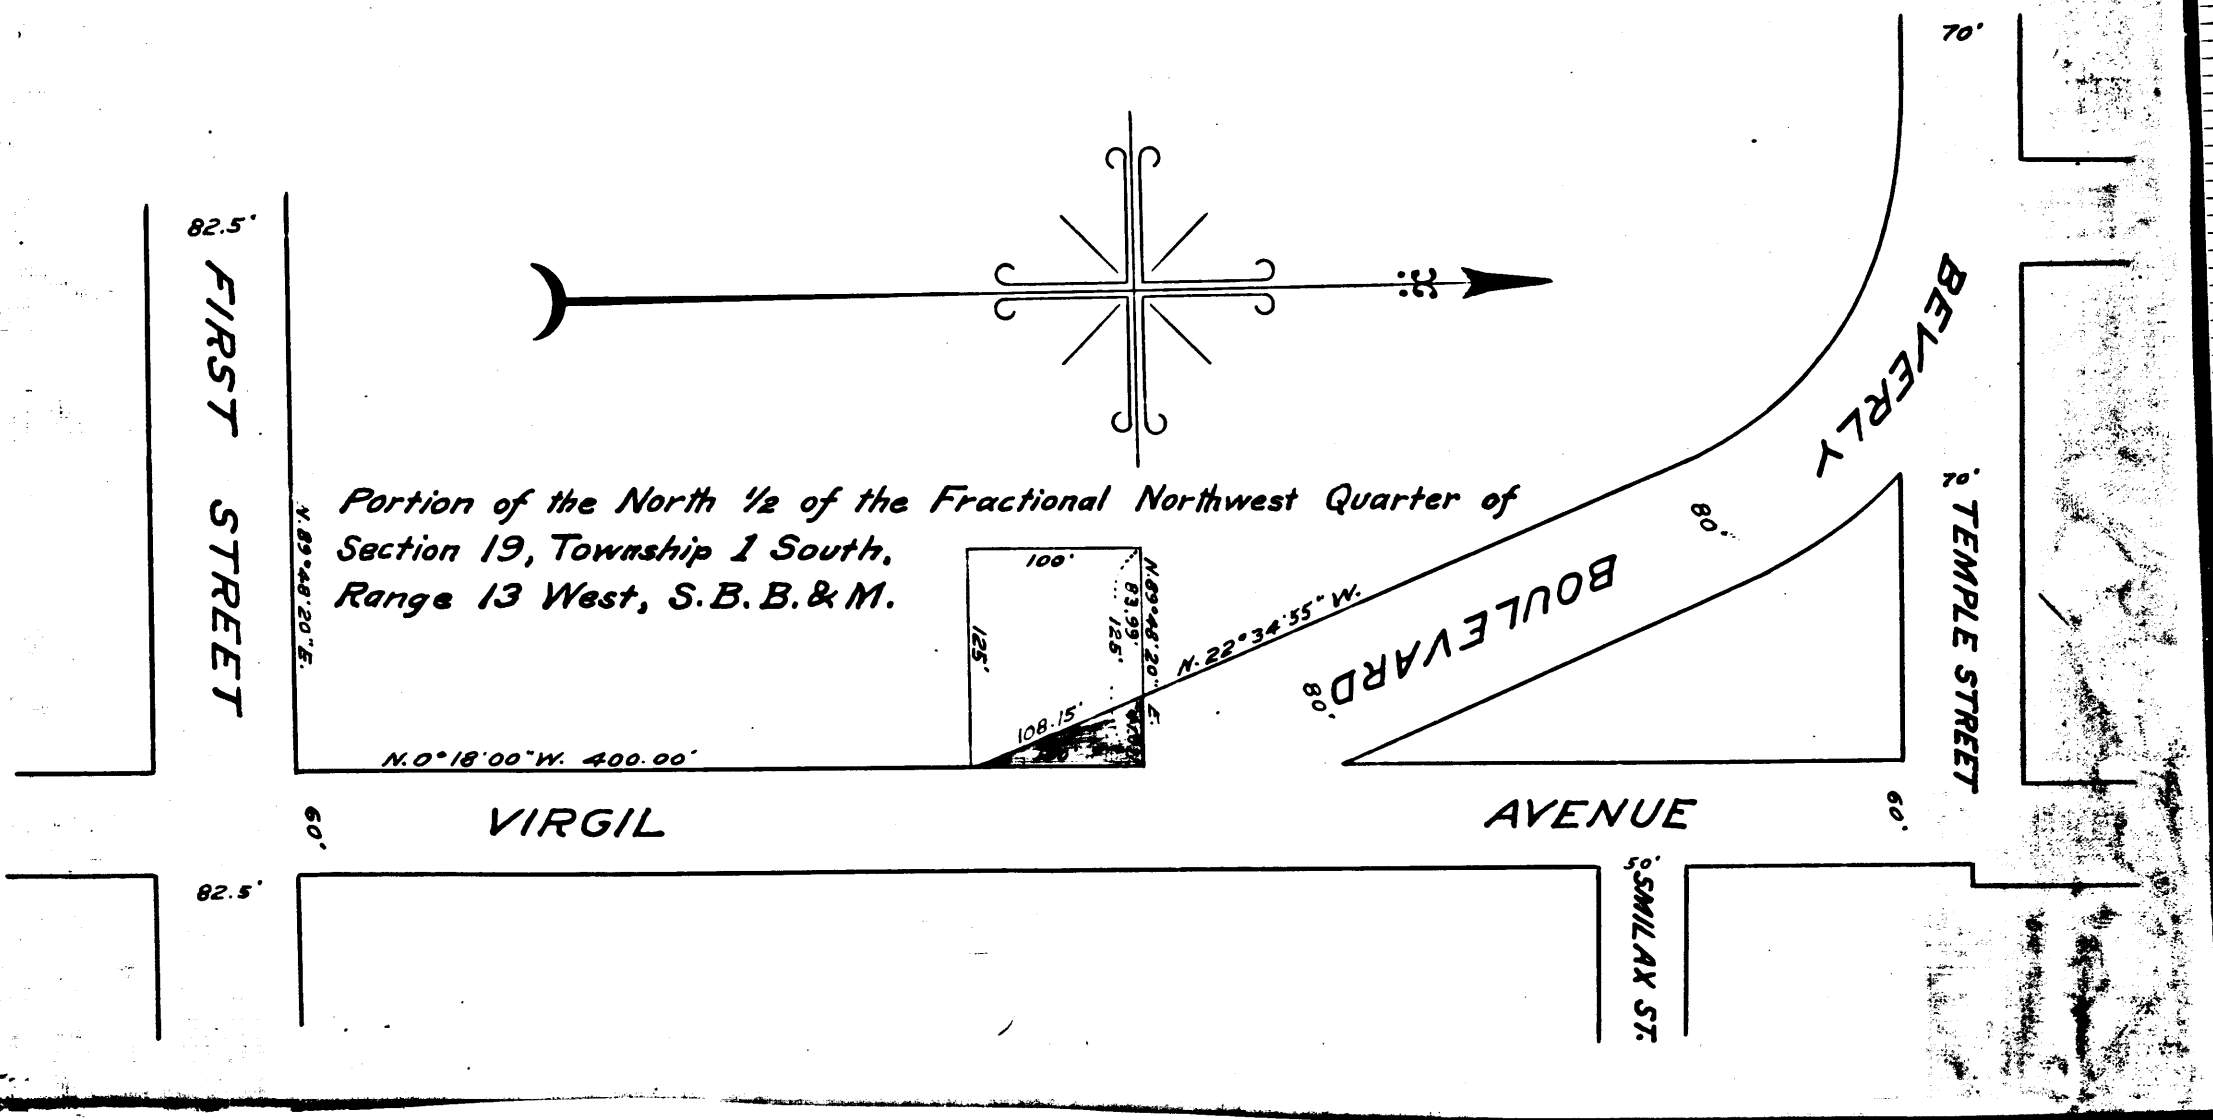 70'
82.5'
FIRST STREET
BEVERLY
BOULEVARD
80'
80'
70'
TEMPLE STREET
N.89°48'20"E.
Portion of the North ½ of the Fractional Northwest Quarter of
Section 19, Township 1 South,
Range 13 West, S.B.B.& M.
100'
125'
N.89°48'20" E.
83.99'
125'
N.22°34'55"W.
108.15'
N.0°18'00"W. 400.00'
60'
VIRGIL AVENUE
60'
82.5'
50'
SMILAX ST.